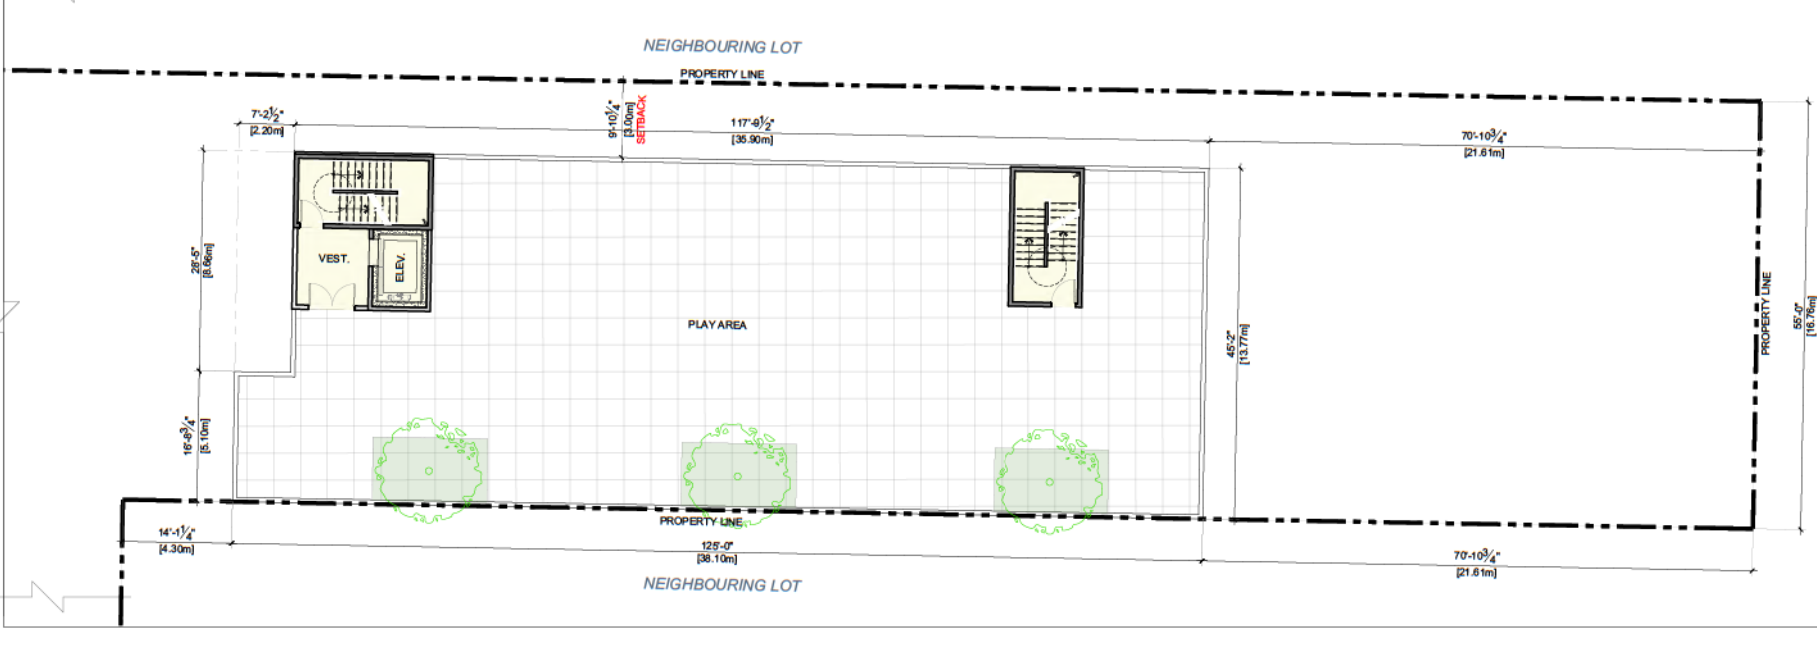 NEIGHBOURING LOT
PROPERTY LINE
7'-2½"
[2.20m]
9'-10¼"
[3.00m]
SETBACK
117'-9½"
[35.90m]
70'-10¾"
[21.61m]
28'-5"
[8.66m]
VEST.
ELEV.
PLAY AREA
45'-2"
[13.77m]
PROPERTY LINE
55'-0"
[16.76m]
16'-8¾"
[5.10m]
PROPERTY LINE
14'-1¼"
[4.30m]
125'-0"
[38.10m]
70'-10¾"
[21.61m]
NEIGHBOURING LOT